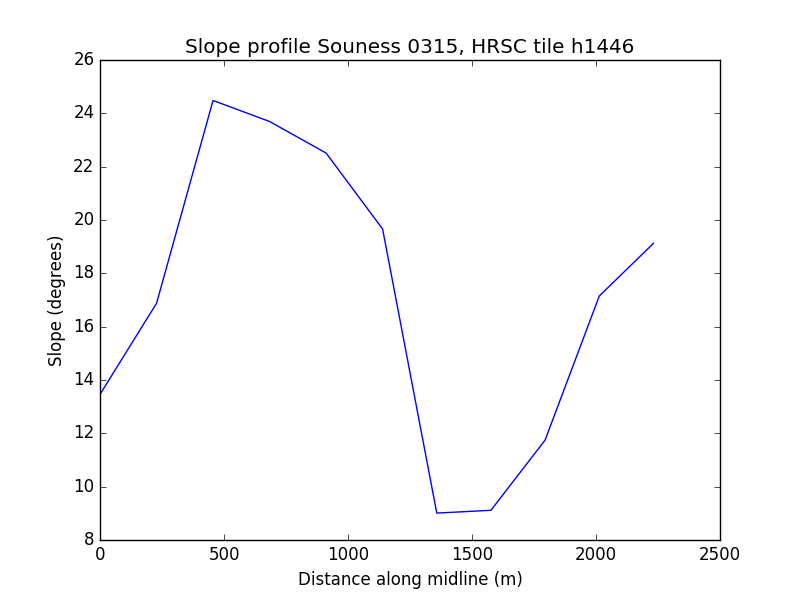 Slope profile Souness 0315, HRSC tile h1446
26
24
22
20
18
16
14
12
10
8
Slope (degrees)
0 500 1000 1500 2000 2500
Distance along midline (m)